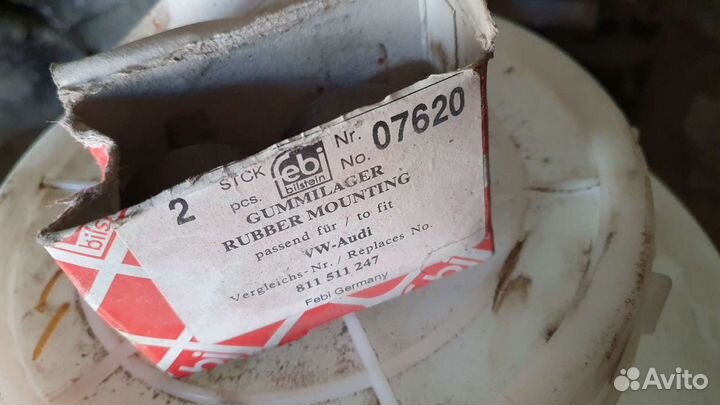 2 STCK pcs. febi bilstein Nr. No. 07620
GUMMILAGER
RUBBER MOUNTING
passend für / to fit
VW-Audi
Vergleichs-Nr. / Replaces No.
811 511 247
Febi Germany
bilstein
Avito